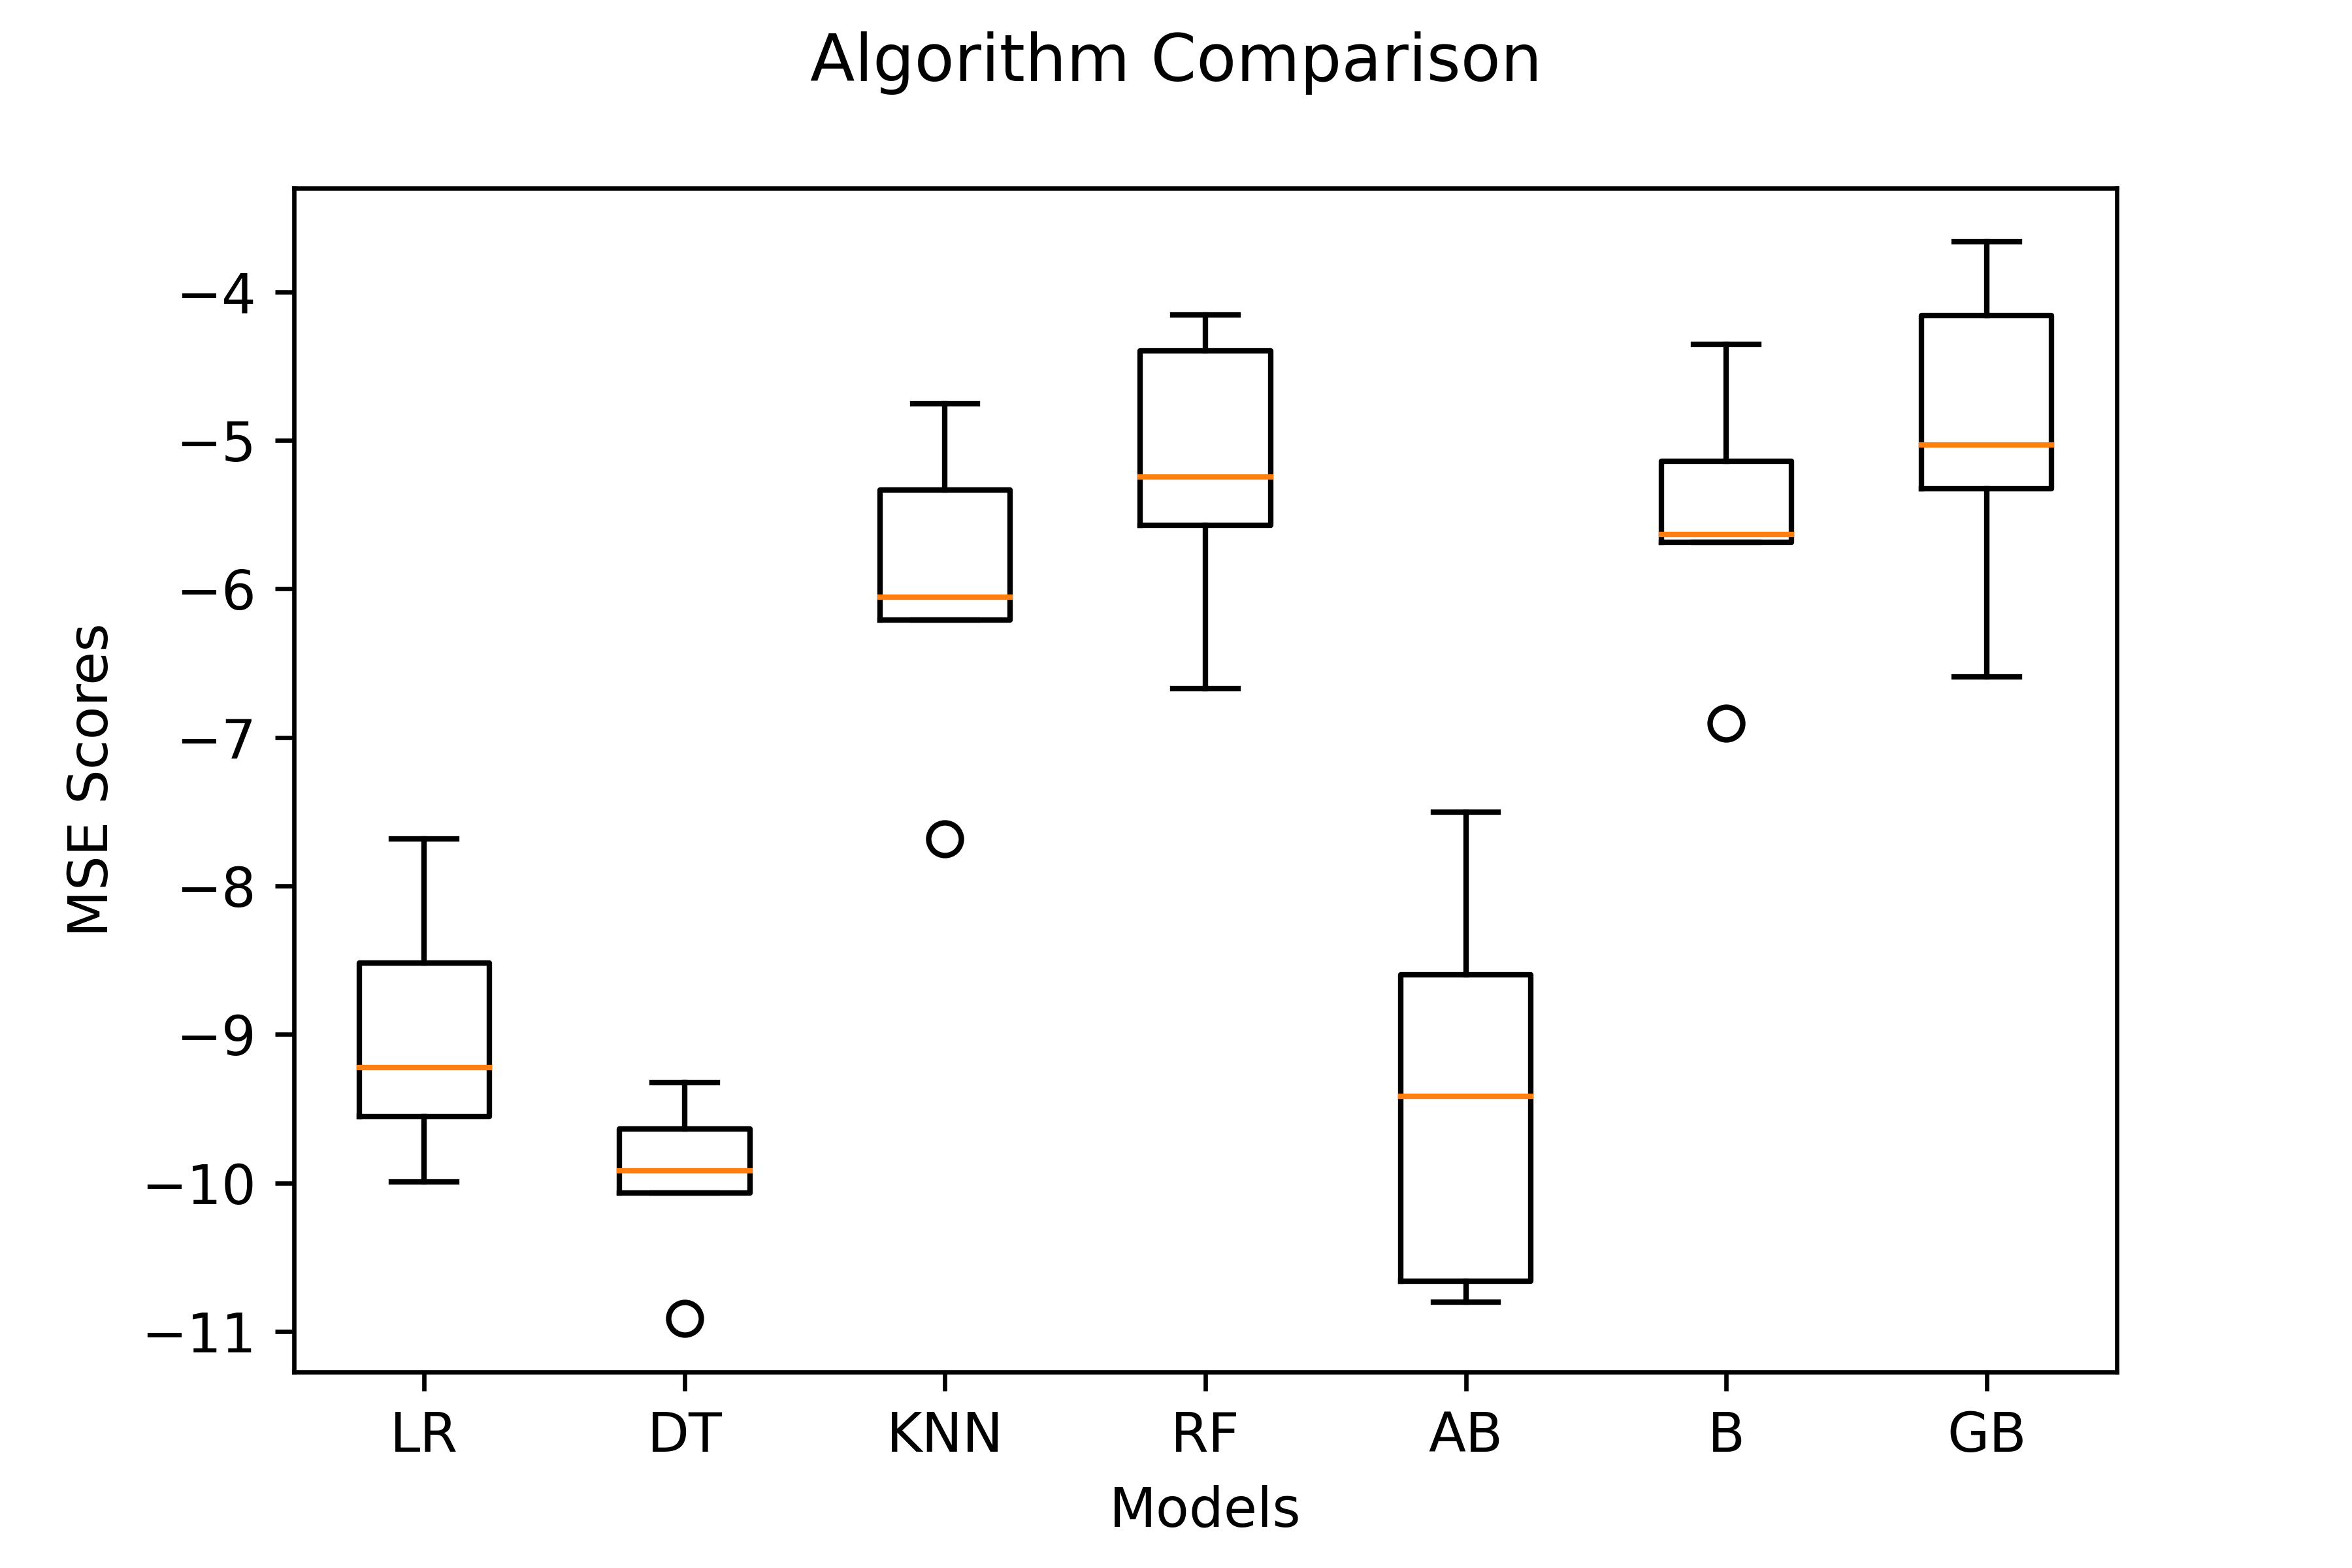 Algorithm Comparison
MSE Scores
−4
−5
−6
−7
−8
−9
−10
−11
LR DT KNN RF AB B GB
Models